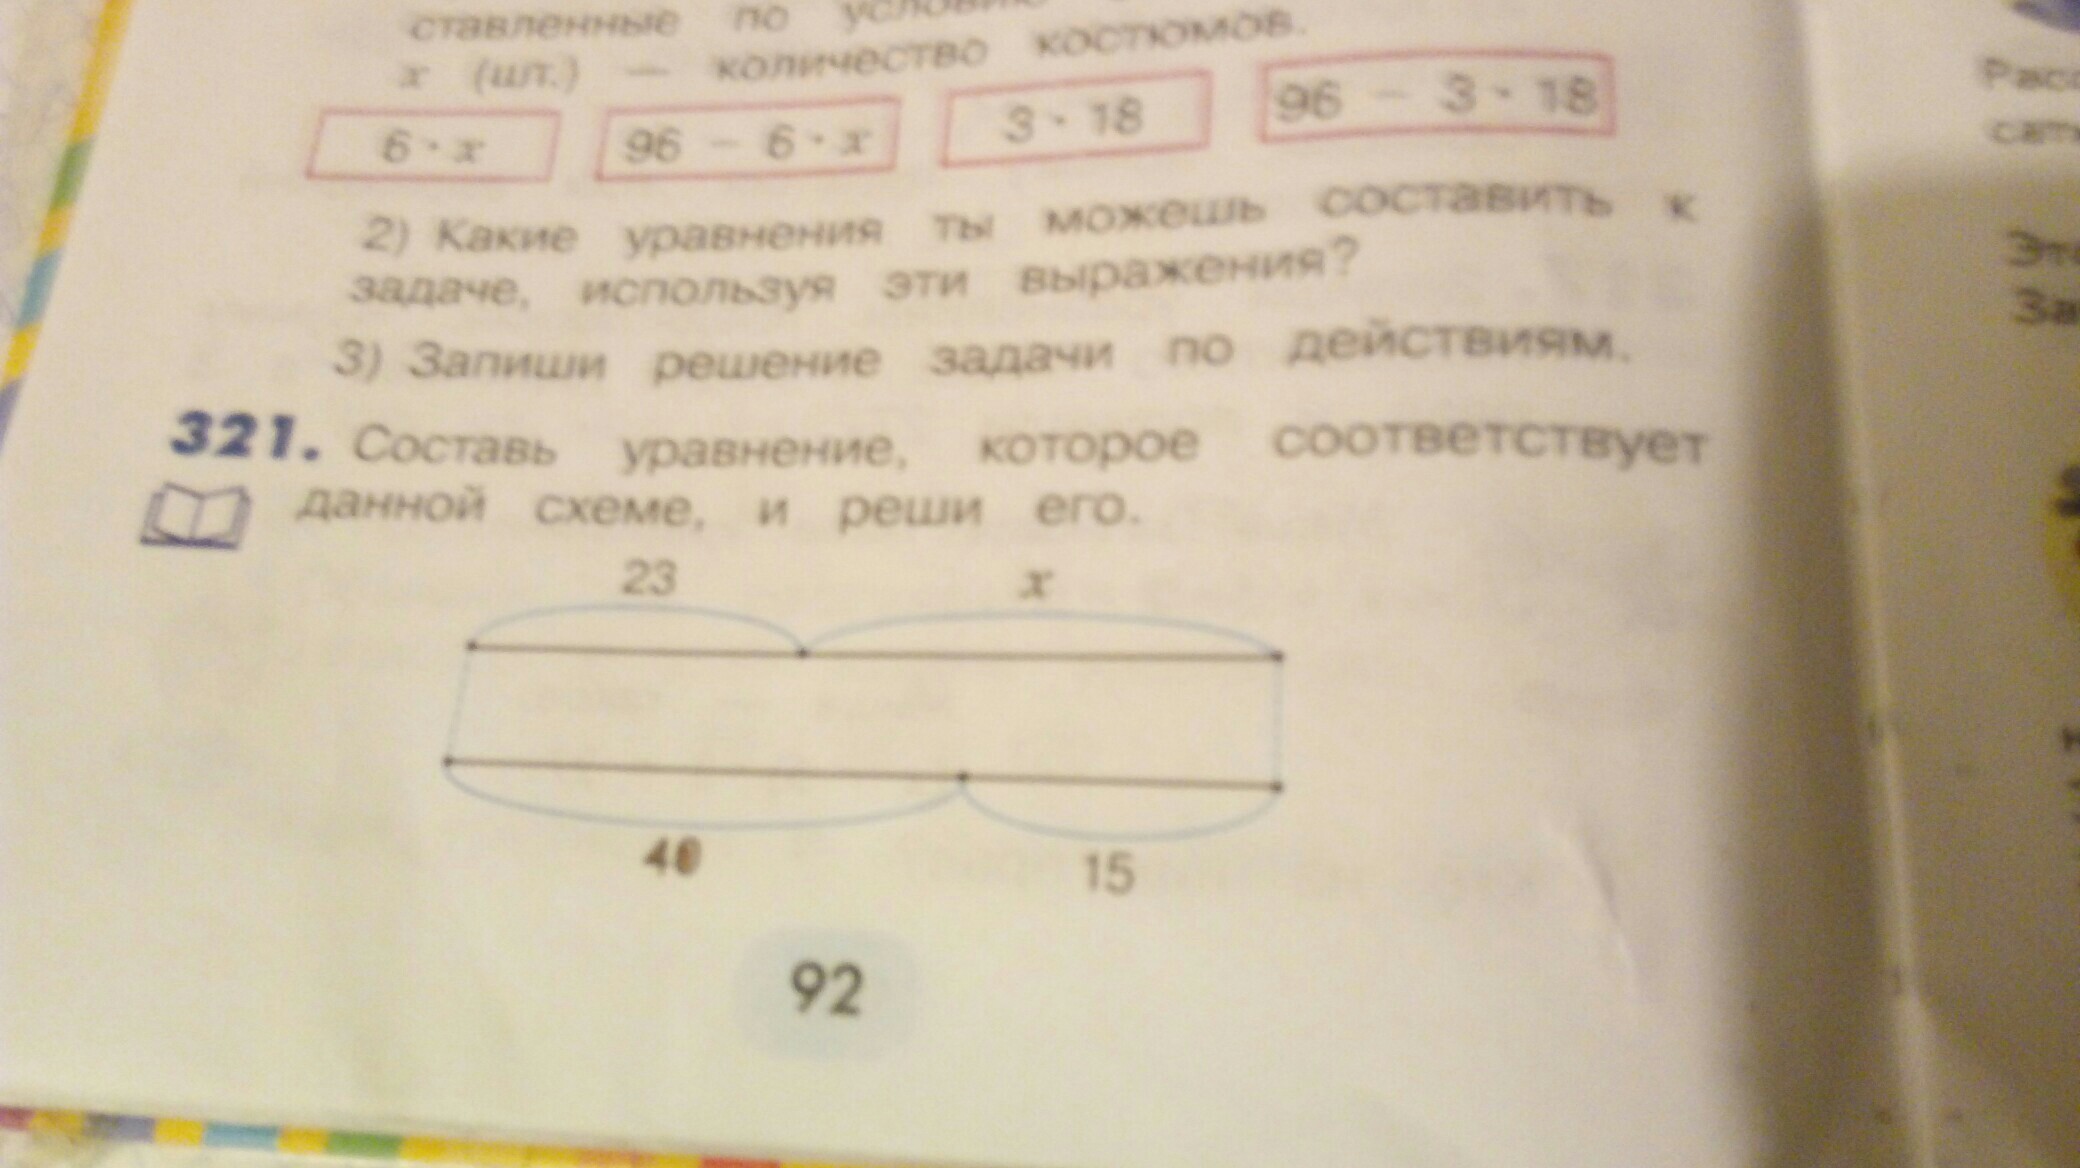 ставленные по
x (шт.) — количество костюмов.
6 · x 96 − 6 · x 3 · 18 96 − 3 · 18
2) Какие уравнения ты можешь составить к
задаче, используя эти выражения?
3) Запиши решение задачи по действиям.
321. Составь уравнение, которое соответствует
данной схеме, и реши его.
23 x
15
92